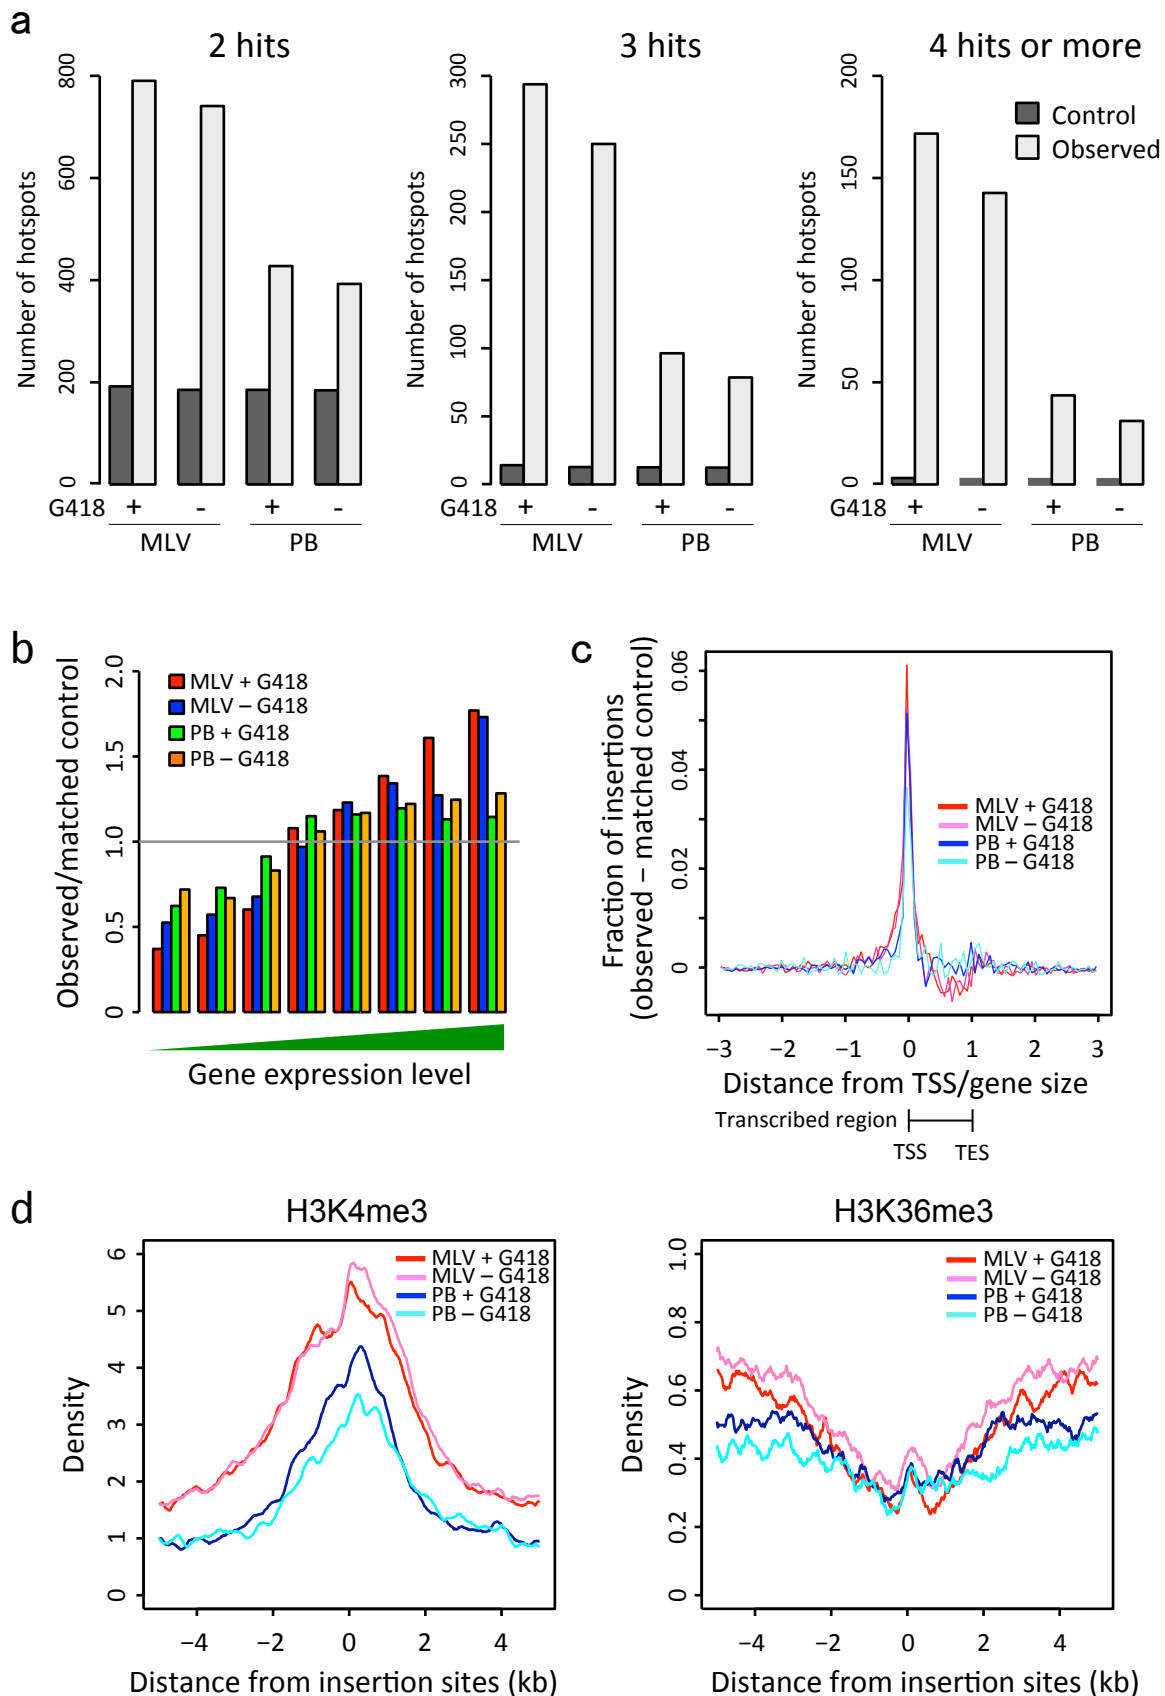 a
2 hits
3 hits
4 hits or more
Number of hotspots
0 200 400 600 800
G418 + - + -
MLV PB
Number of hotspots
0 50 100 150 200 250 300
G418 + - + -
MLV PB
Number of hotspots
0 50 100 150 200
Control
Observed
G418 + - + -
MLV PB
b
Observed/matched control
0 0.5 1.0 1.5 2.0
MLV + G418
MLV – G418
PB + G418
PB – G418
Gene expression level
c
Fraction of insertions
(observed – matched control)
0 0.02 0.04 0.06
MLV + G418
MLV – G418
PB + G418
PB – G418
−3 −2 −1 0 1 2 3
Distance from TSS/gene size
Transcribed region
TSS TES
d
H3K4me3
Density
0 1 2 3 4 5 6
MLV + G418
MLV – G418
PB + G418
PB – G418
−4 −2 0 2 4
Distance from insertion sites (kb)
H3K36me3
Density
0 0.2 0.4 0.6 0.8 1.0
MLV + G418
MLV – G418
PB + G418
PB – G418
−4 −2 0 2 4
Distance from insertion sites (kb)